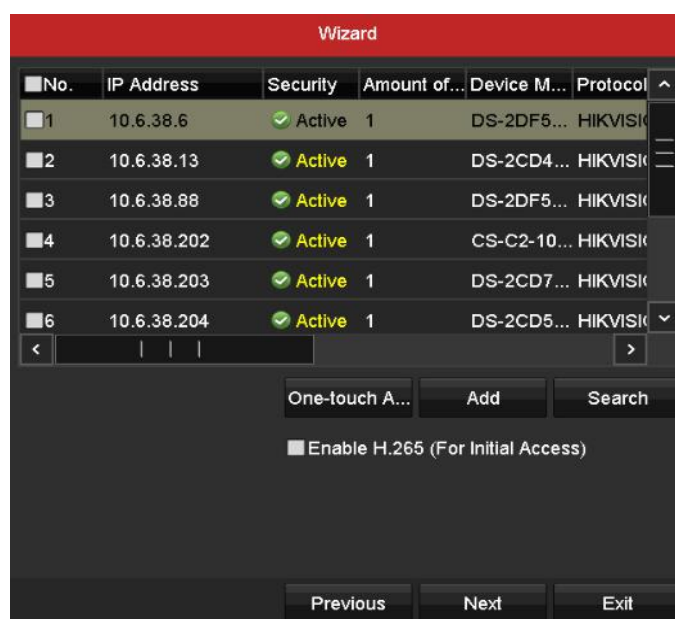 Wizard
No. IP Address Security Amount of... Device M... Protocol
1 10.6.38.6 Active 1 DS-2DF5... HIKVISI
2 10.6.38.13 Active 1 DS-2CD4... HIKVISI
3 10.6.38.88 Active 1 DS-2DF5... HIKVISI
4 10.6.38.202 Active 1 CS-C2-10... HIKVISI
5 10.6.38.203 Active 1 DS-2CD7... HIKVISI
6 10.6.38.204 Active 1 DS-2CD5... HIKVISI
One-touch A... Add Search
Enable H.265 (For Initial Access)
Previous Next Exit